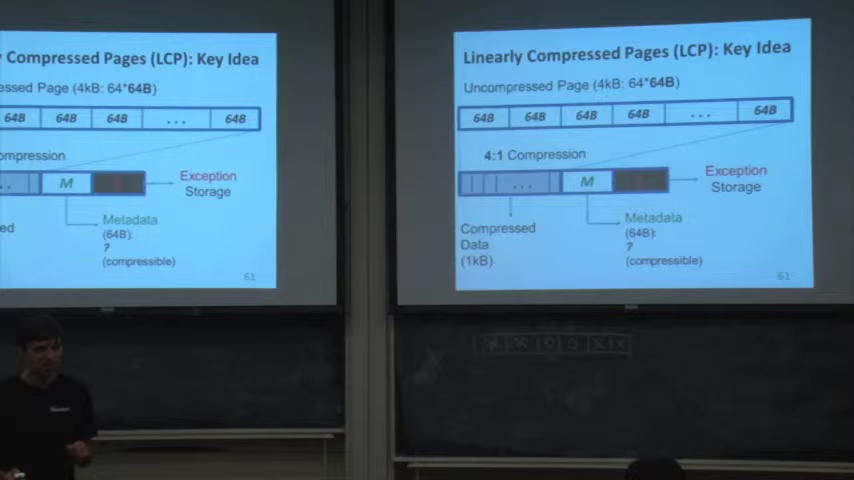 y Compressed Pages (LCP): Key Idea
essed Page (4kB: 64*64B)
64B 64B 64B ... 64B
ompression
M
Exception
Storage
ed
Metadata
(64B):
?
(compressible)
61
Linearly Compressed Pages (LCP): Key Idea
Uncompressed Page (4kB: 64*64B)
64B 64B 64B 64B ... 64B
4:1 Compression
... M
Exception
Storage
Compressed
Data
(1kB)
Metadata
(64B):
?
(compressible)
61